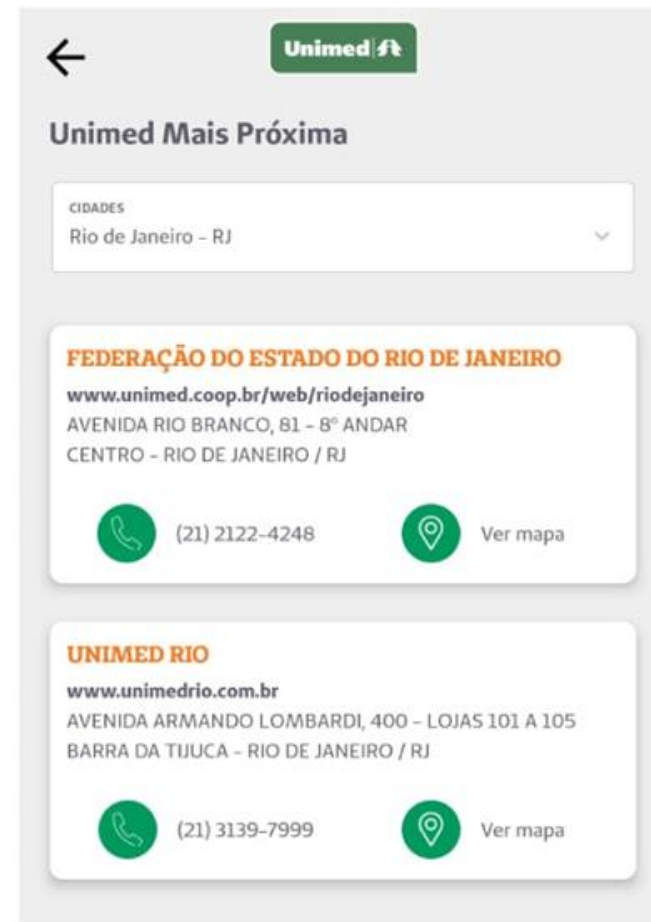 Unimed
Unimed Mais Próxima
CIDADES
Rio de Janeiro – RJ
FEDERAÇÃO DO ESTADO DO RIO DE JANEIRO
www.unimed.coop.br/web/riodejaneiro
AVENIDA RIO BRANCO, 81 – 8º ANDAR
CENTRO – RIO DE JANEIRO / RJ
(21) 2122-4248 Ver mapa
UNIMED RIO
www.unimedrio.com.br
AVENIDA ARMANDO LOMBARDI, 400 – LOJAS 101 A 105
BARRA DA TIJUCA – RIO DE JANEIRO / RJ
(21) 3139-7999 Ver mapa